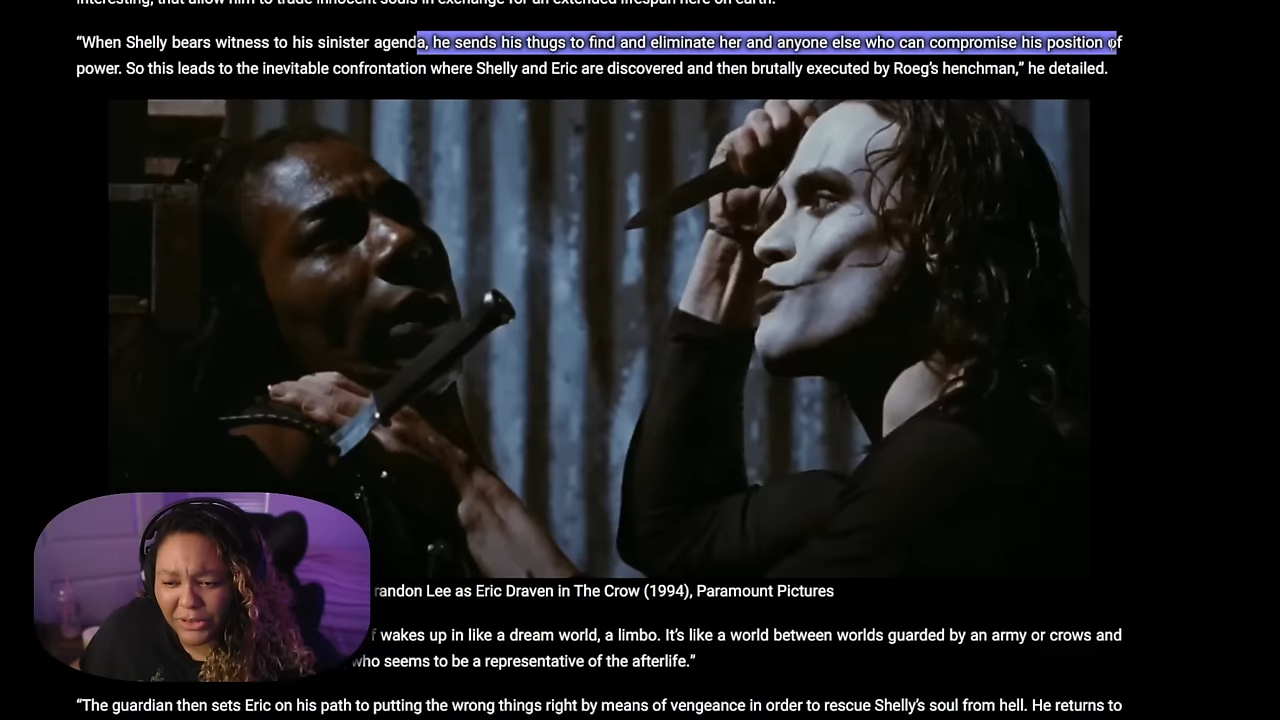 interesting, that allow him to trade innocent souls in exchange for an extended lifespan here on earth."
“When Shelly bears witness to his sinister agenda, he sends his thugs to find and eliminate her and anyone else who can compromise his position of
power. So this leads to the inevitable confrontation where Shelly and Eric are discovered and then brutally executed by Roeg’s henchman,” he detailed.
randon Lee as Eric Draven in The Crow (1994), Paramount Pictures
f wakes up in like a dream world, a limbo. It’s like a world between worlds guarded by an army or crows and
who seems to be a representative of the afterlife.”
“The guardian then sets Eric on his path to putting the wrong things right by means of vengeance in order to rescue Shelly’s soul from hell. He returns to